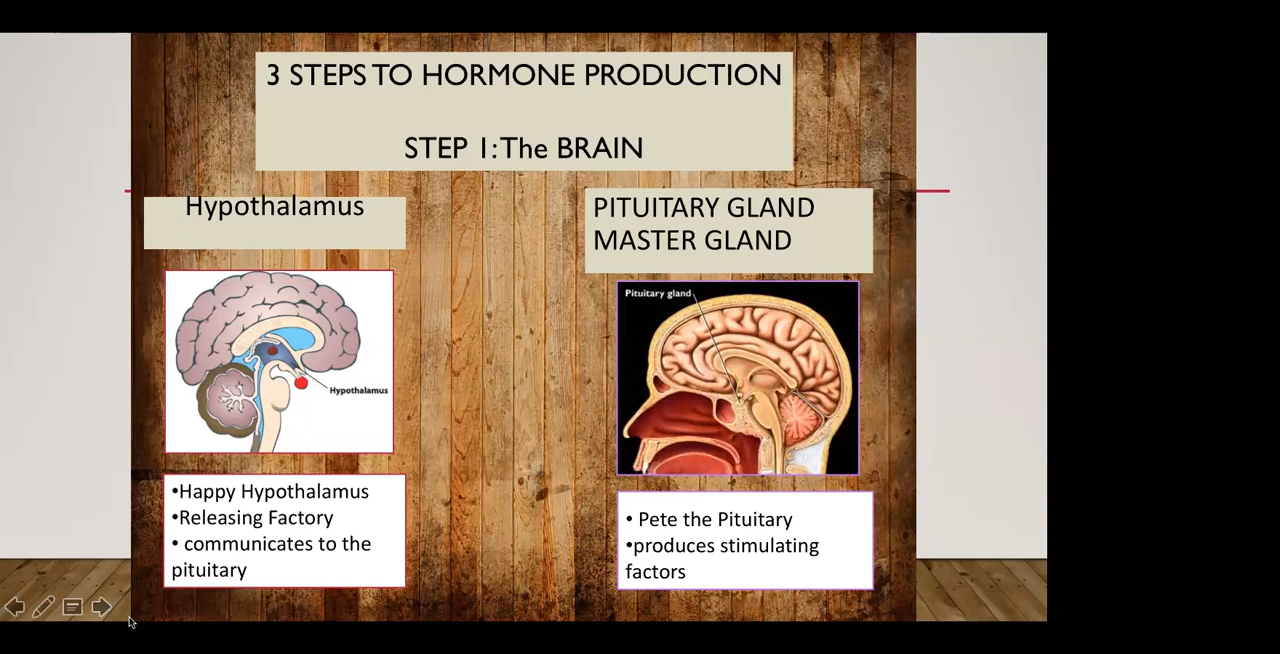 3 STEPS TO HORMONE PRODUCTION
STEP 1: The BRAIN
Hypothalamus
Hypothalamus
•Happy Hypothalamus
•Releasing Factory
• communicates to the
pituitary
PITUITARY GLAND
MASTER GLAND
Pituitary gland
• Pete the Pituitary
•produces stimulating
factors